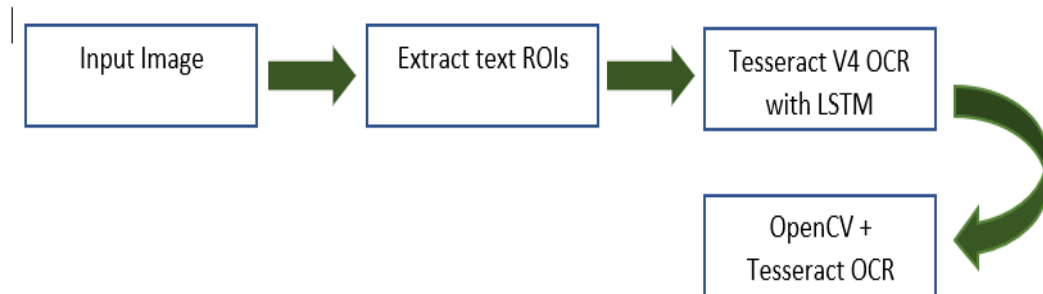 Input Image
Extract text ROIs
Tesseract V4 OCR
with LSTM
OpenCV +
Tesseract OCR